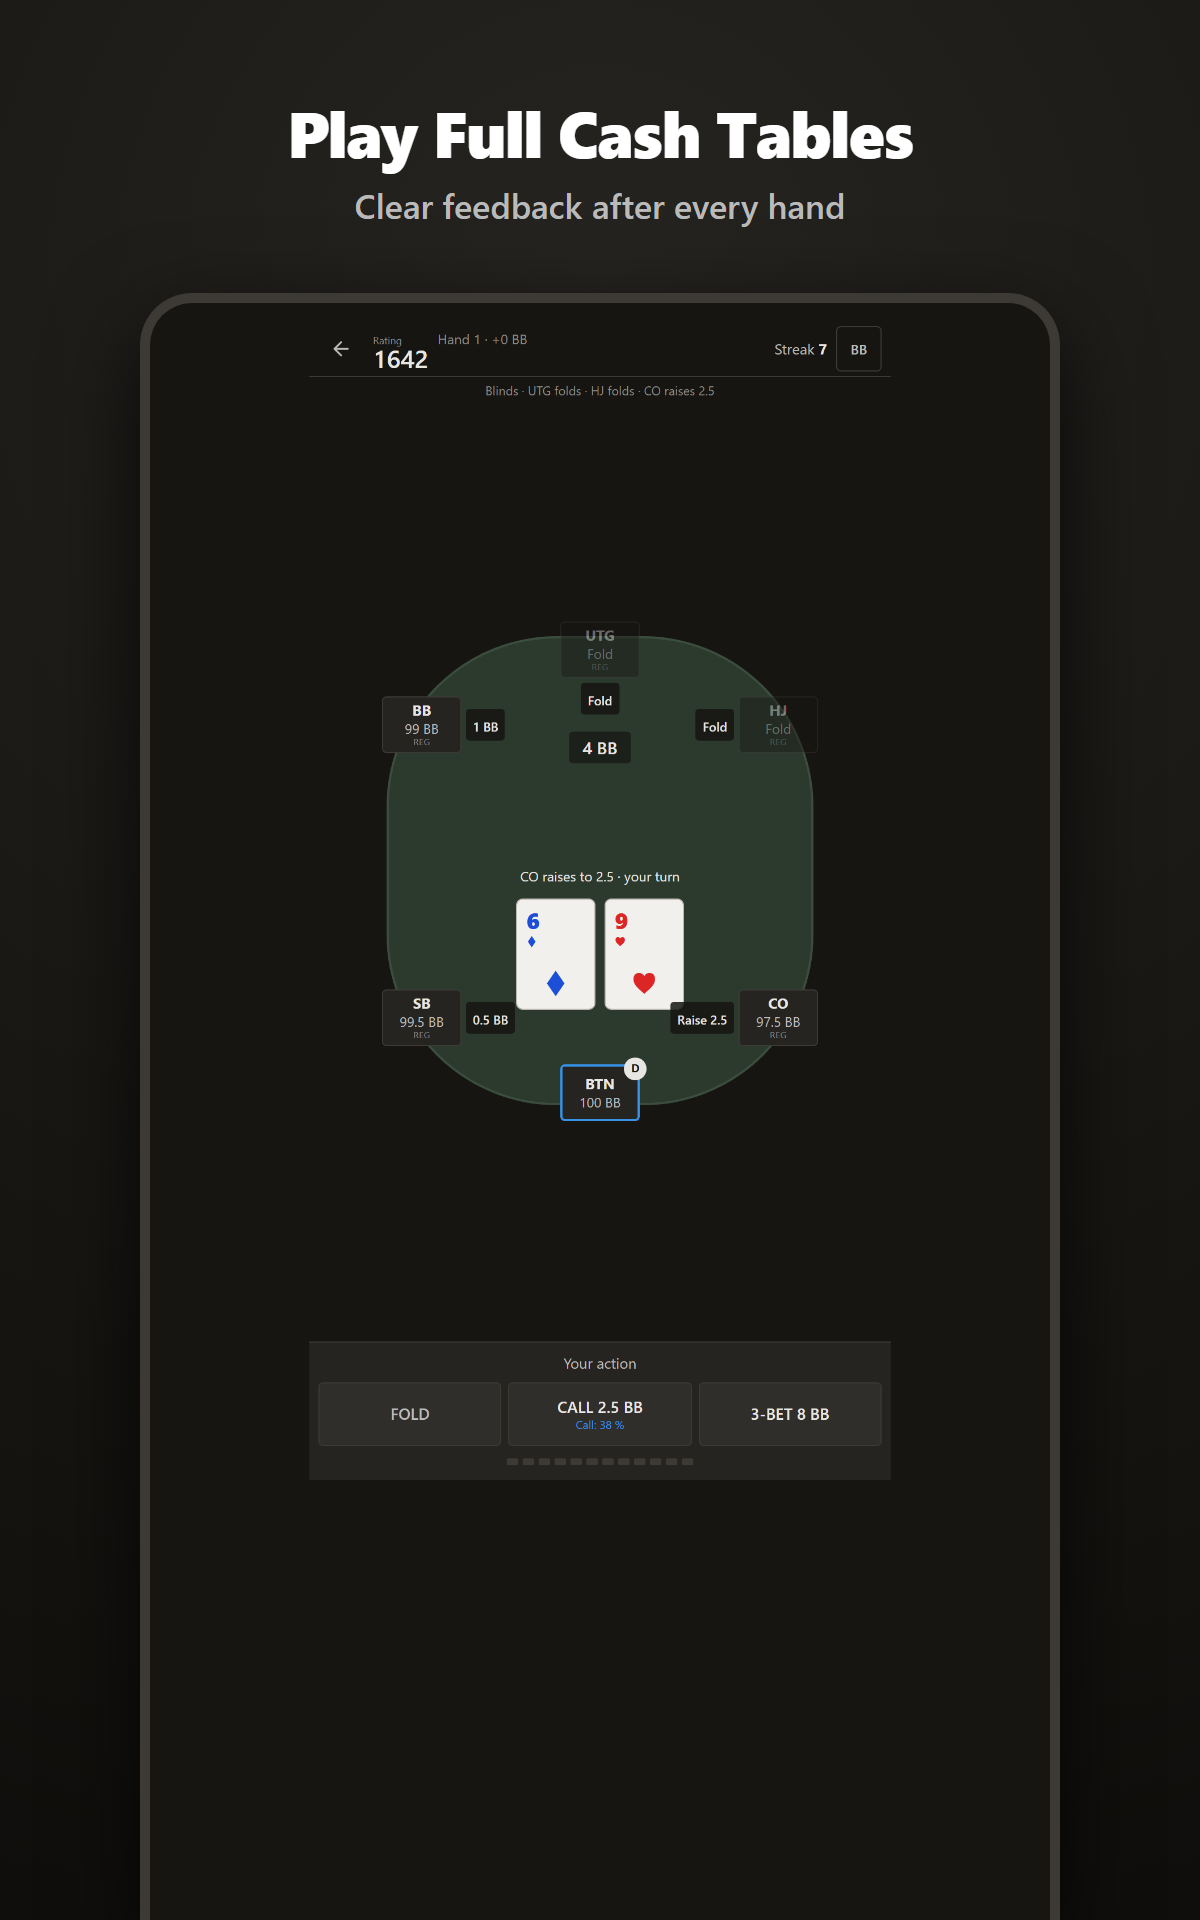 Play Full Cash Tables
Clear feedback after every hand
Rating
1642
Hand 1 · +0 BB
Streak 7
BB
Blinds · UTG folds · HJ folds · CO raises 2.5
UTG
Fold
REG
Fold
BB
99 BB
REG
1 BB
Fold
HJ
Fold
REG
4 BB
CO raises to 2.5 · your turn
6
9
SB
99.5 BB
REG
0.5 BB
Raise 2.5
CO
97.5 BB
REG
D
BTN
100 BB
Your action
FOLD
CALL 2.5 BB
Call: 38 %
3-BET 8 BB